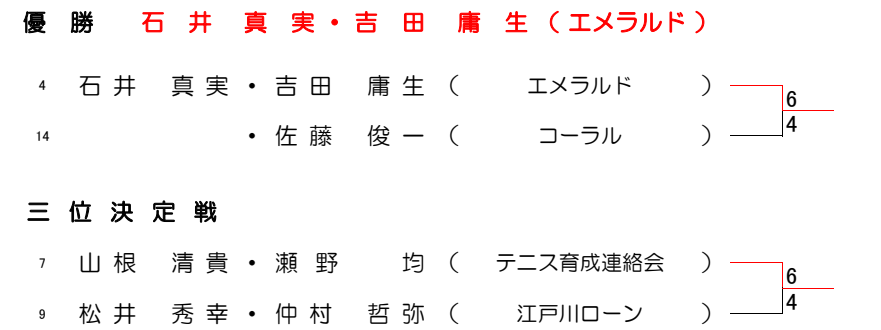 優勝 石井 真実・吉田 庸生(エメラルド)
4 石井 真実・吉田 庸生( エメラルド ) 6
14 ・佐藤 俊一( コーラル ) 4
三位決定戦
7 山根 清貴・瀬野 均( テニス育成連絡会 ) 6
9 松井 秀幸・仲村 哲弥( 江戸川ローン ) 4